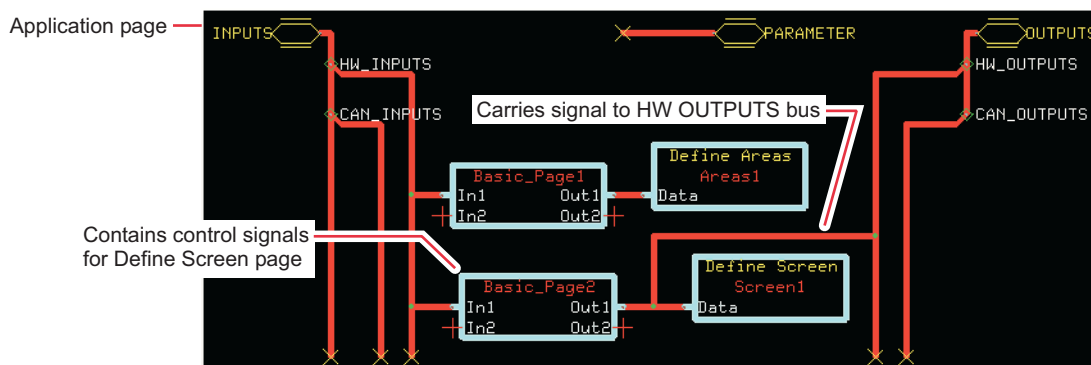 Application page
INPUTS
PARAMETER
OUTPUTS
HW_INPUTS
HW_OUTPUTS
Carries signal to HW OUTPUTS bus
CAN_INPUTS
CAN_OUTPUTS
Define Areas
Areas1
Data
Basic_Page1
In1 Out1
In2 Out2
Contains control signals
for Define Screen page
Define Screen
Screen1
Data
Basic_Page2
In1 Out1
In2 Out2